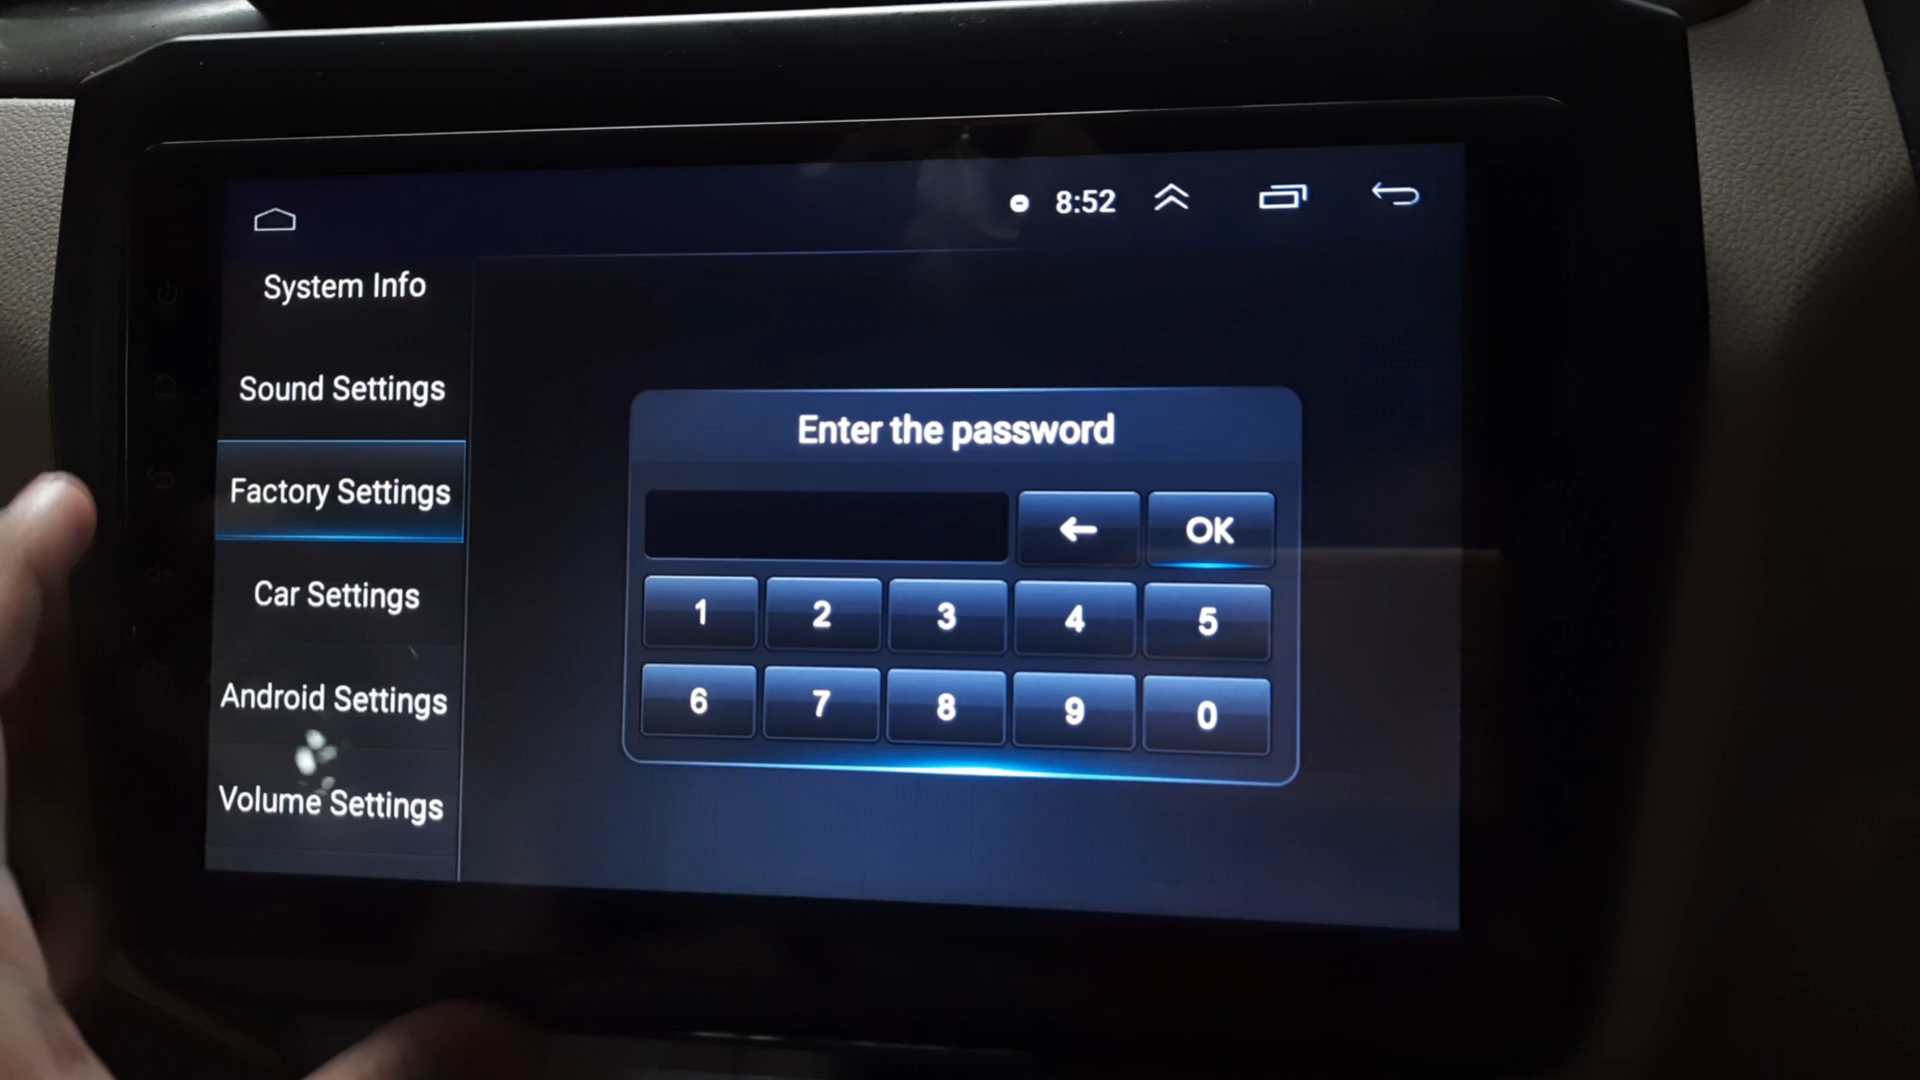 8:52
System Info
Sound Settings
Factory Settings
Car Settings
Android Settings
Volume Settings
Enter the password
OK
1 2 3 4 5
6 7 8 9 0